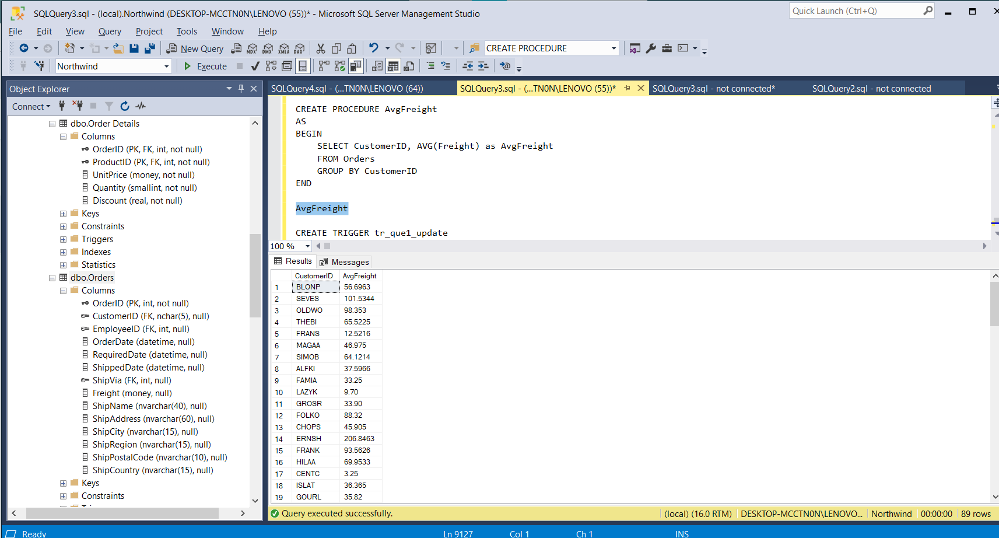 SQLQuery3.sql - (local).Northwind (DESKTOP-MCCTN0N\LENOVO (55))* - Microsoft SQL Server Management Studio
Quick Launch (Ctrl+Q)
File Edit View Query Project Tools Window Help
New Query MDX DMX XMLA DAX CREATE PROCEDURE
Northwind Execute
Object Explorer
SQLQuery4.sql - (...TN0N\LENOVO (64)) SQLQuery3.sql - (...TN0N\LENOVO (55))* SQLQuery3.sql - not connected* SQLQuery2.sql - not connected
Connect
dbo.Order Details
Columns
OrderID (PK, FK, int, not null)
ProductID (PK, FK, int, not null)
UnitPrice (money, not null)
Quantity (smallint, not null)
Discount (real, not null)
Keys
Constraints
Triggers
Indexes
Statistics
dbo.Orders
Columns
OrderID (PK, int, not null)
CustomerID (FK, nchar(5), null)
EmployeeID (FK, int, null)
OrderDate (datetime, null)
RequiredDate (datetime, null)
ShippedDate (datetime, null)
ShipVia (FK, int, null)
Freight (money, null)
ShipName (nvarchar(40), null)
ShipAddress (nvarchar(60), null)
ShipCity (nvarchar(15), null)
ShipRegion (nvarchar(15), null)
ShipPostalCode (nvarchar(10), null)
ShipCountry (nvarchar(15), null)
Keys
Constraints
CREATE PROCEDURE AvgFreight
AS
BEGIN
SELECT CustomerID, AVG(Freight) as AvgFreight
FROM Orders
GROUP BY CustomerID
END
AvgFreight
CREATE TRIGGER tr_que1_update
100 %
Results Messages
CustomerID AvgFreight
1 BLONP 56.6963
2 SEVES 101.5344
3 OLDWO 98.353
4 THEBI 65.5225
5 FRANS 12.5216
6 MAGAA 46.975
7 SIMOB 64.1214
8 ALFKI 37.5966
9 FAMIA 33.25
10 LAZYK 9.70
11 GROSR 33.90
12 FOLKO 88.32
13 CHOPS 45.905
14 ERNSH 206.8463
15 FRANK 93.5626
16 HILAA 69.9533
17 CENTC 3.25
18 ISLAT 36.365
19 GOURL 35.82
Query executed successfully. (local) (16.0 RTM) DESKTOP-MCCTN0N\LENOVO... Northwind 00:00:00 89 rows
Ready Ln 9127 Col 1 Ch 1 INS